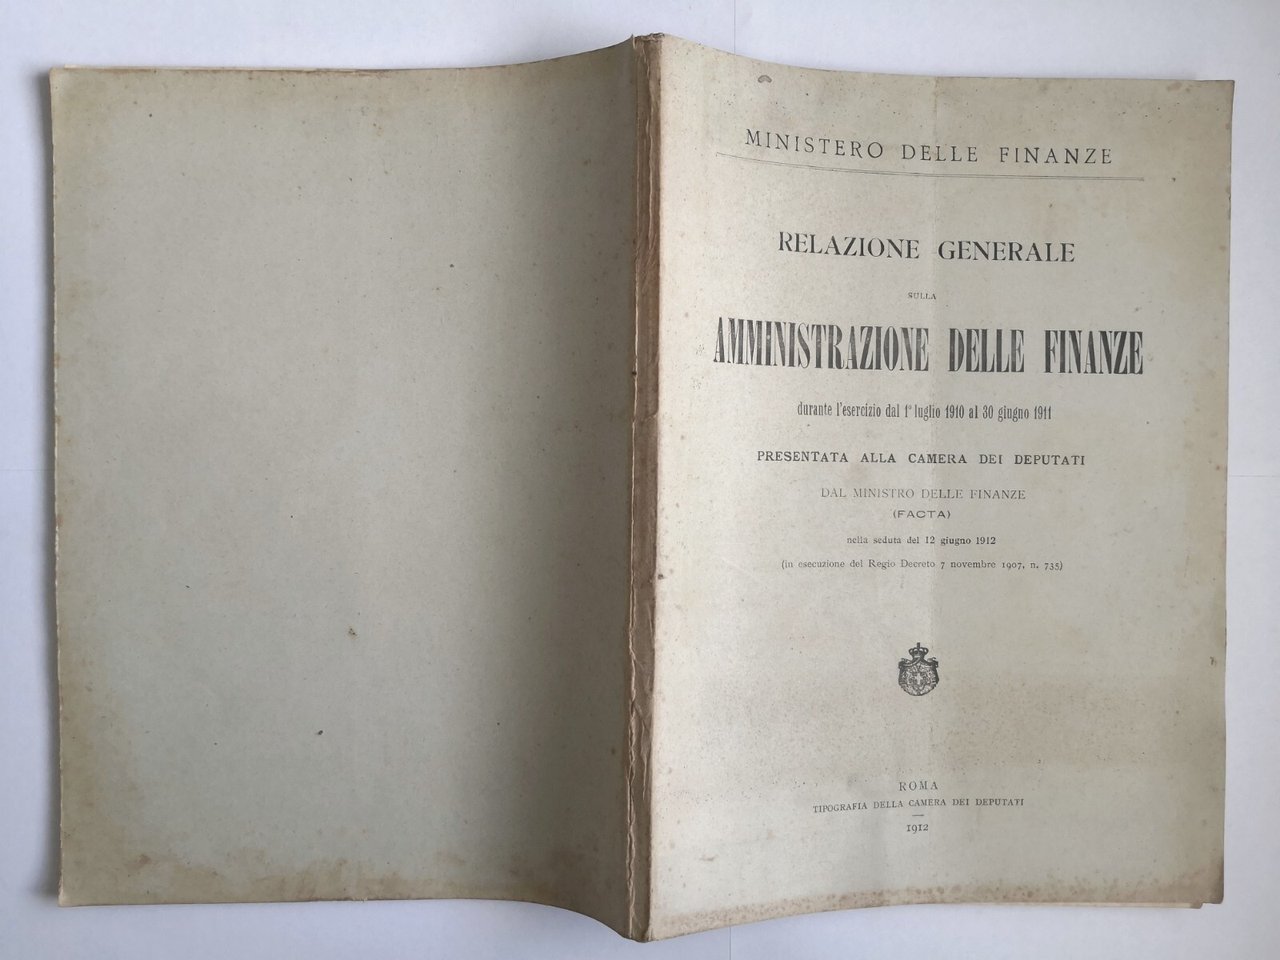 MINISTERO DELLE FINANZE
RELAZIONE GENERALE
SULLA
AMMINISTRAZIONE DELLE FINANZE
durante l'esercizio dal 1° luglio 1910 al 30 giugno 1911
PRESENTATA ALLA CAMERA DEI DEPUTATI
DAL MINISTRO DELLE FINANZE
(FACTA)
nella seduta del 12 giugno 1912
(in esecuzione del Regio Decreto 7 novembre 1907, n. 735)
ROMA
TIPOGRAFIA DELLA CAMERA DEI DEPUTATI
1912